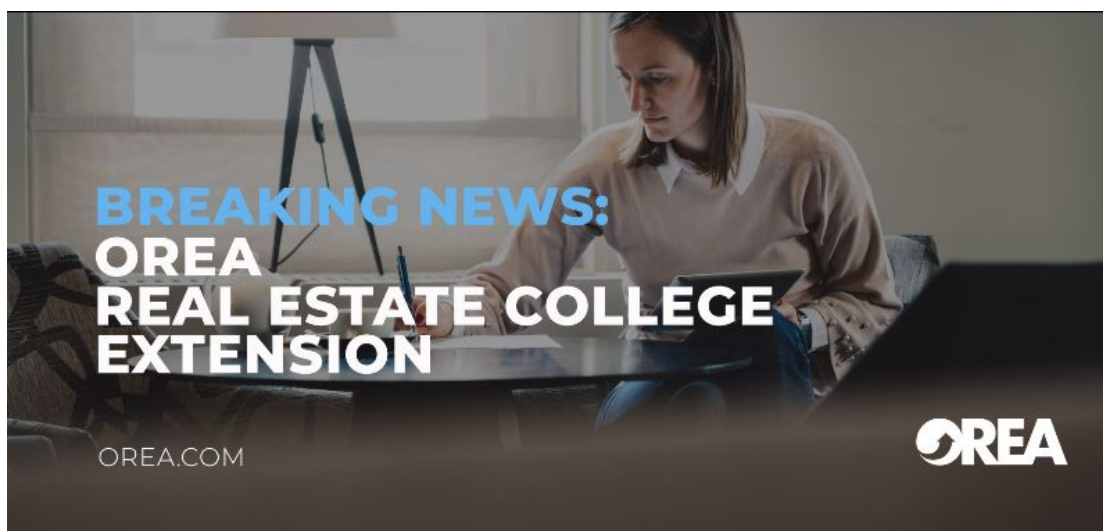 BREAKING NEWS:
OREA
REAL ESTATE COLLEGE
EXTENSION
OREA.COM
OREA